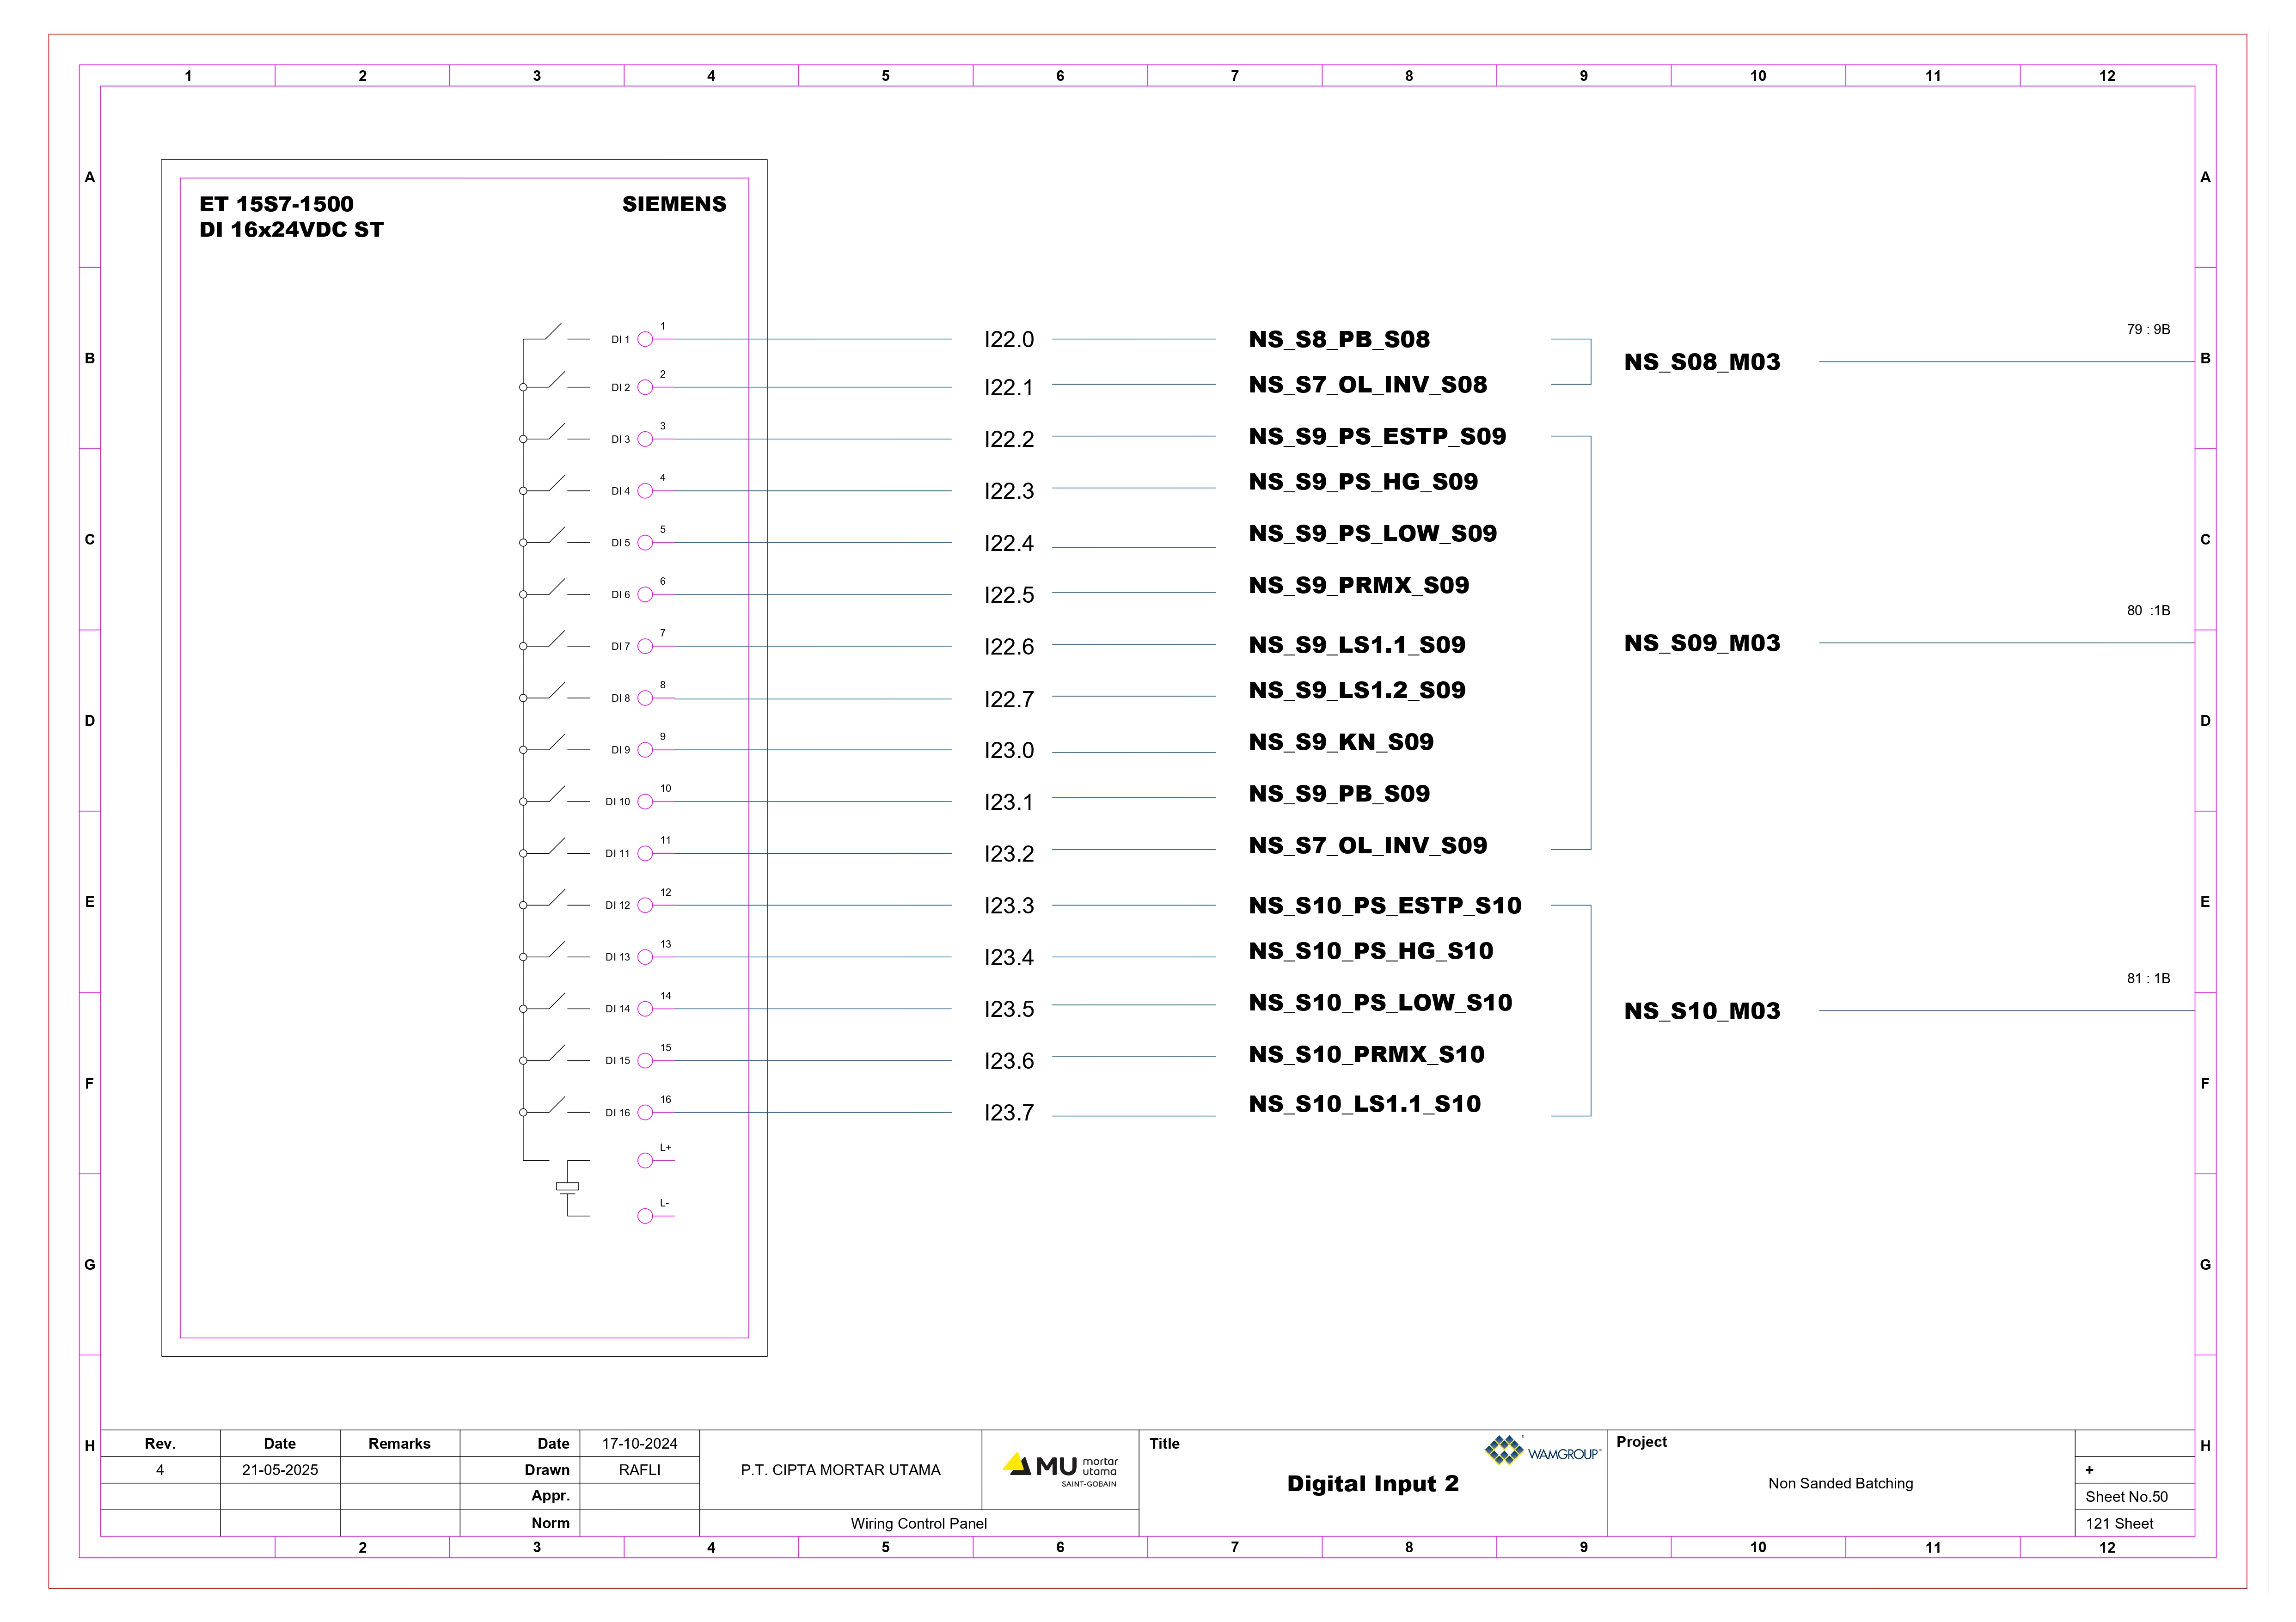 1 2 3 4 5 6 7 8 9 10 11 12
A A
ET 15S7-1500 SIEMENS
DI 16x24VDC ST
B B
DI 1 1 I22.0 NS_S8_PB_S08
79 : 9B
NS_S08_M03
DI 2 2 I22.1 NS_S7_OL_INV_S08
DI 3 3 I22.2 NS_S9_PS_ESTP_S09
DI 4 4 I22.3 NS_S9_PS_HG_S09
C C
DI 5 5 I22.4 NS_S9_PS_LOW_S09
DI 6 6 I22.5 NS_S9_PRMX_S09
80 :1B
DI 7 7 I22.6 NS_S9_LS1.1_S09 NS_S09_M03
DI 8 8 I22.7 NS_S9_LS1.2_S09
D D
DI 9 9 I23.0 NS_S9_KN_S09
DI 10 10 I23.1 NS_S9_PB_S09
DI 11 11 I23.2 NS_S7_OL_INV_S09
E E
DI 12 12 I23.3 NS_S10_PS_ESTP_S10
DI 13 13 I23.4 NS_S10_PS_HG_S10
81 : 1B
DI 14 14 I23.5 NS_S10_PS_LOW_S10 NS_S10_M03
DI 15 15 I23.6 NS_S10_PRMX_S10
F F
DI 16 16 I23.7 NS_S10_LS1.1_S10
L+
L-
G G
H H
Rev. Date Remarks Date 17-10-2024
4 21-05-2025 Drawn RAFLI
Appr.
Norm
P.T. CIPTA MORTAR UTAMA
MU mortar
utama
SAINT-GOBAIN
Wiring Control Panel
Title
WAMGROUP®
Digital Input 2
Project
Non Sanded Batching
+
Sheet No.50
121 Sheet
2 3 4 5 6 7 8 9 10 11 12